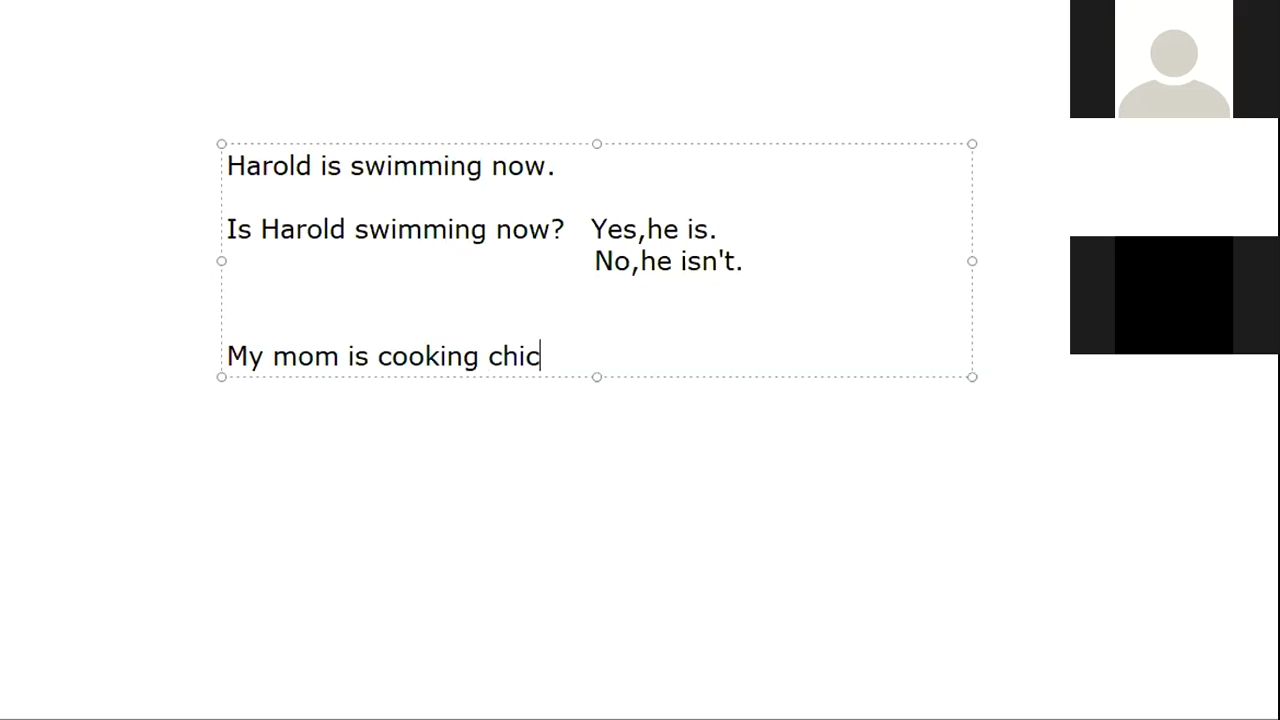 Harold is swimming now.
Is Harold swimming now? Yes,he is.
No,he isn't.
My mom is cooking chic